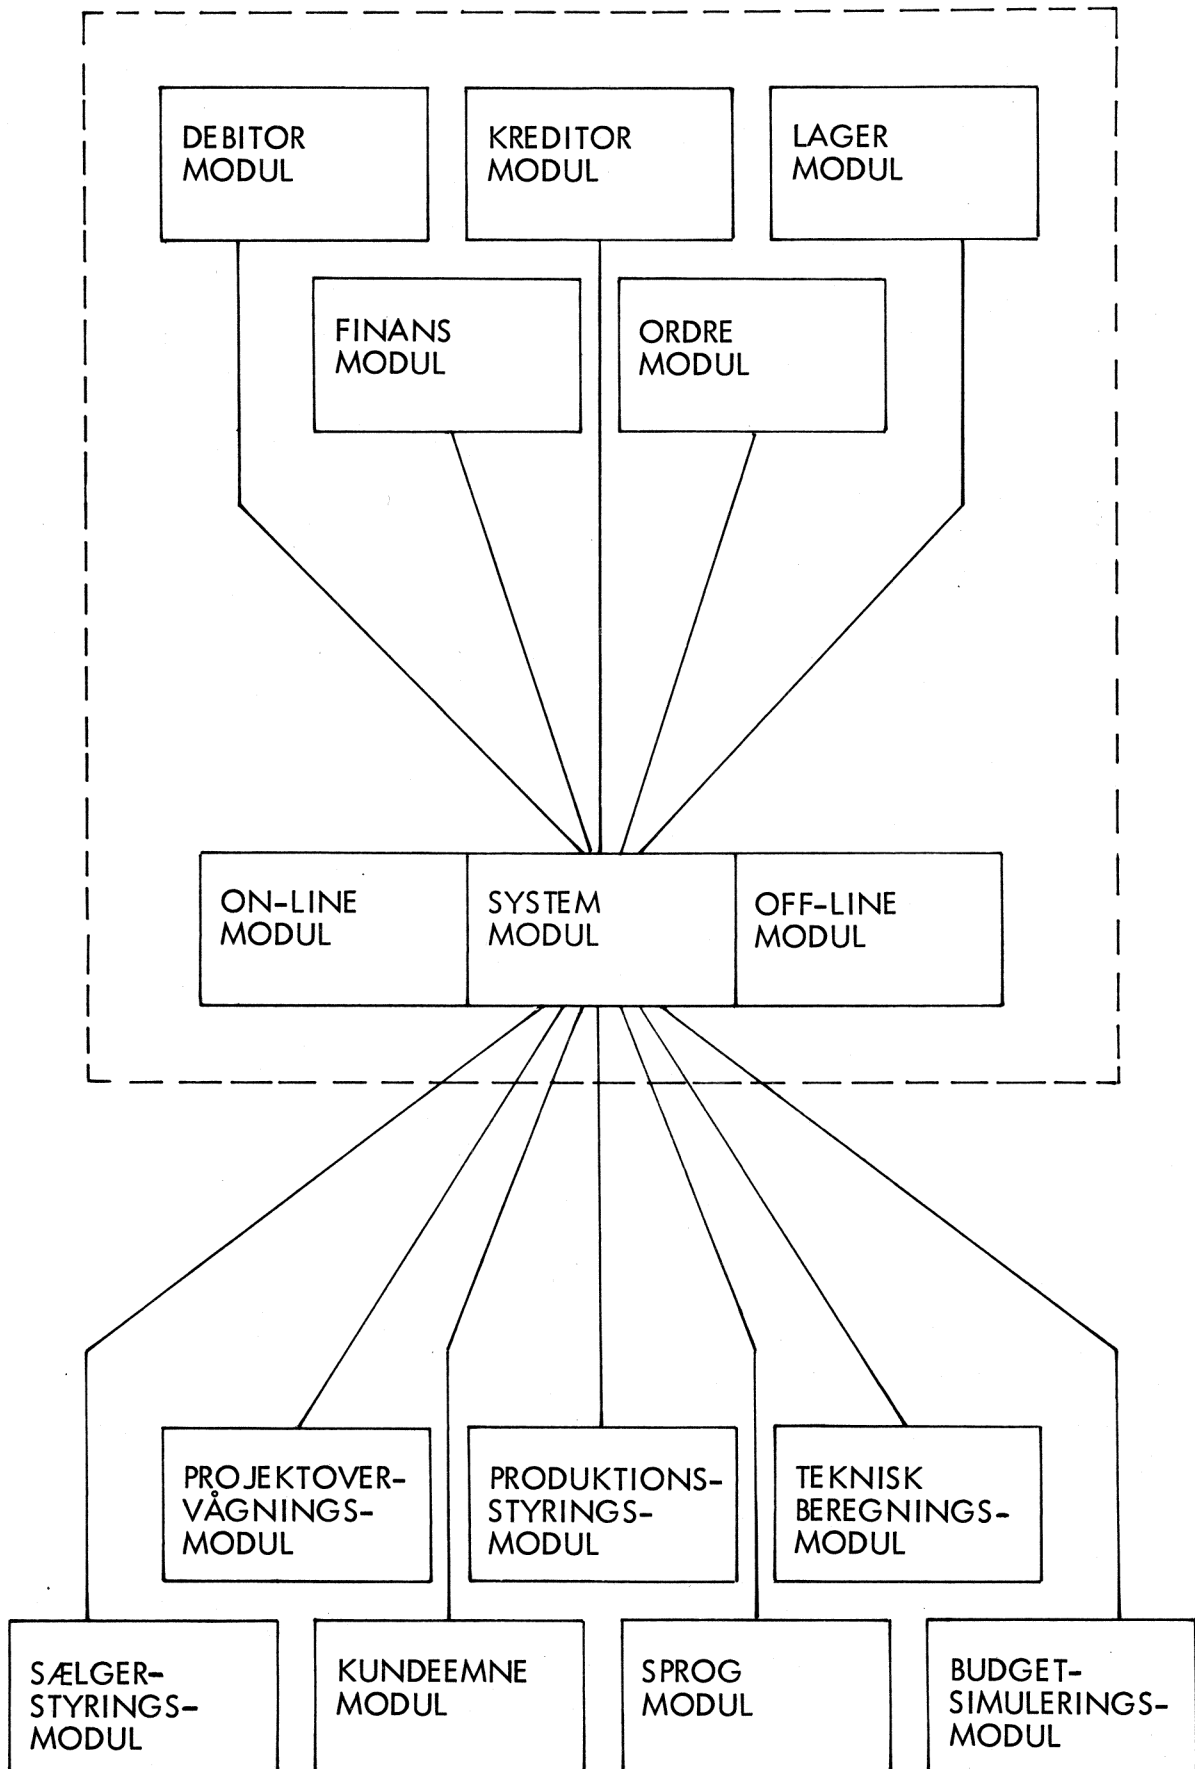 DEBITOR
MODUL
KREDITOR
MODUL
LAGER
MODUL
FINANS
MODUL
ORDRE
MODUL
ON-LINE
MODUL
SYSTEM
MODUL
OFF-LINE
MODUL
PROJEKTOVER-
VÅGNINGS-
MODUL
PRODUKTIONS-
STYRINGS-
MODUL
TEKNISK
BEREGNINGS-
MODUL
SÆLGER-
STYRINGS-
MODUL
KUNDEEMNE
MODUL
SPROG
MODUL
BUDGET-
SIMULERINGS-
MODUL